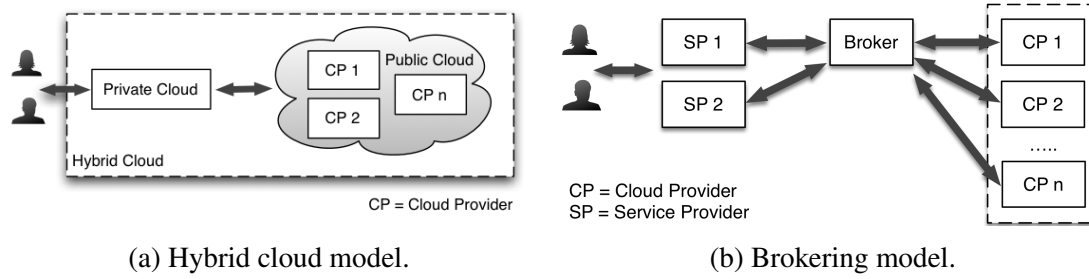 CP 1
Public Cloud
Private Cloud
CP n
CP 2
Hybrid Cloud
CP = Cloud Provider
(a) Hybrid cloud model.
SP 1
Broker
CP 1
SP 2
CP 2
.....
CP n
CP = Cloud Provider
SP = Service Provider
(b) Brokering model.